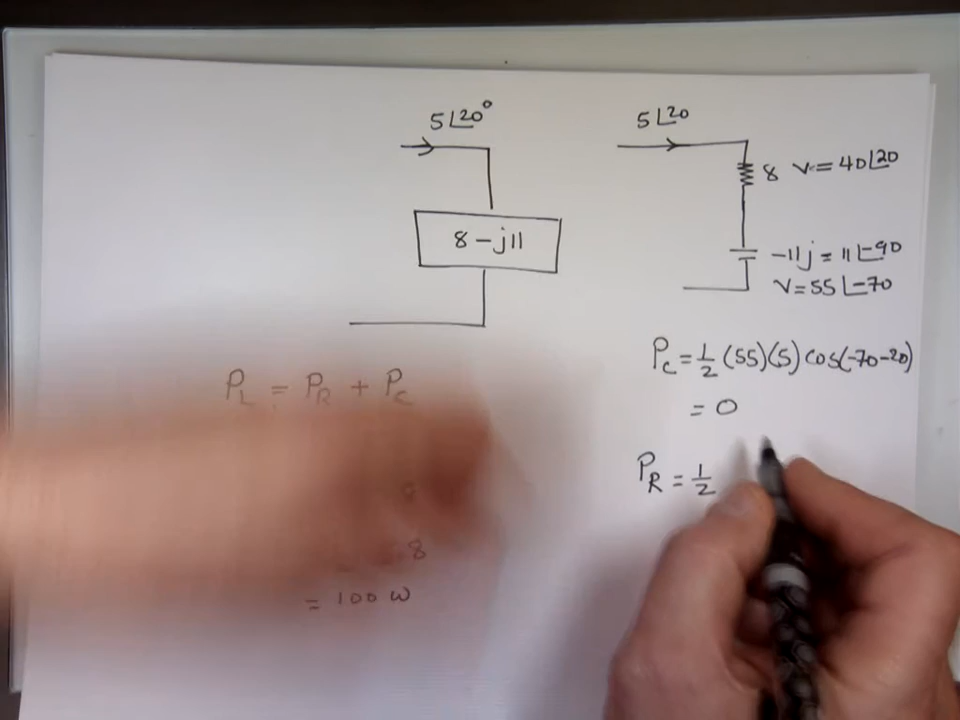 5∠20°
8-j11
P_L = P_R + P_C
8
= 100 W
5∠20
8 V = 40∠20
-11j = 11∠-90
V = 55∠-70
P_C = 1/2 (55)(5) cos(-70-20)
= 0
P_R = 1/2